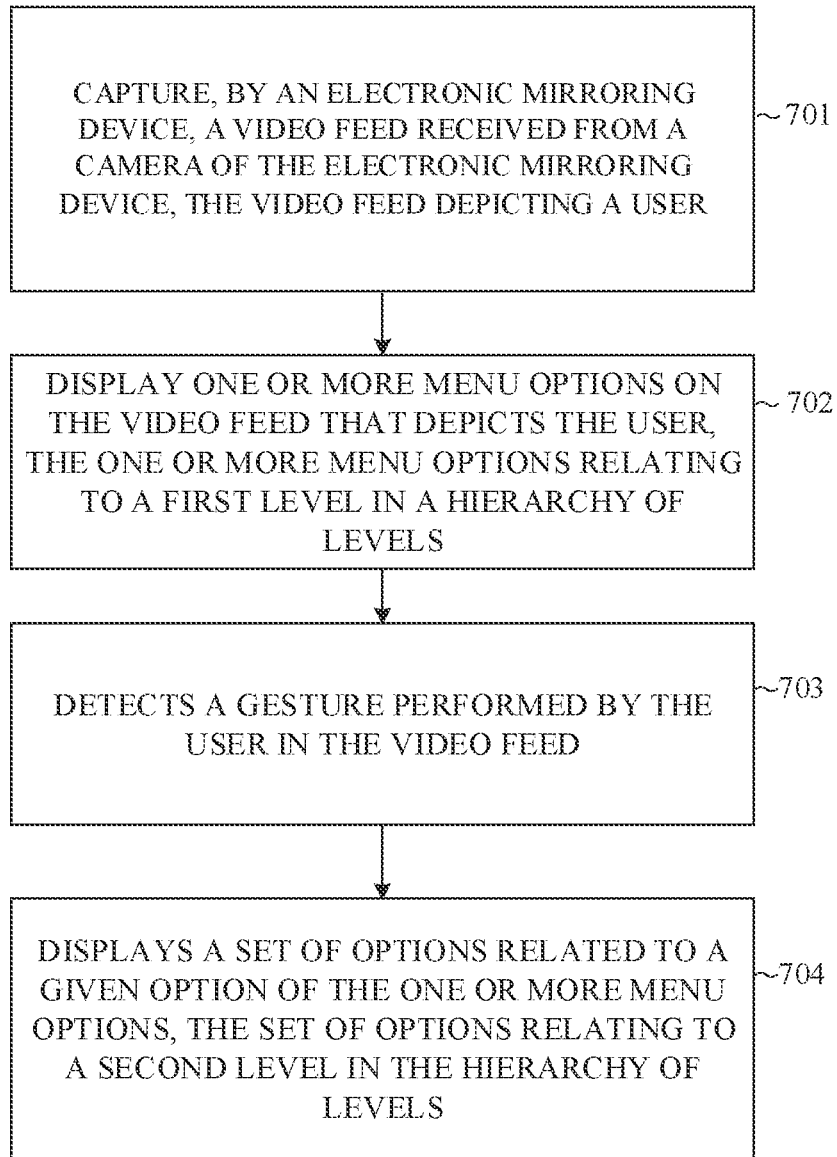 CAPTURE, BY AN ELECTRONIC MIRRORING
DEVICE, A VIDEO FEED RECEIVED FROM A
CAMERA OF THE ELECTRONIC MIRRORING
DEVICE, THE VIDEO FEED DEPICTING A USER
~701
DISPLAY ONE OR MORE MENU OPTIONS ON
THE VIDEO FEED THAT DEPICTS THE USER,
THE ONE OR MORE MENU OPTIONS RELATING
TO A FIRST LEVEL IN A HIERARCHY OF
LEVELS
~702
DETECTS A GESTURE PERFORMED BY THE
USER IN THE VIDEO FEED
~703
DISPLAYS A SET OF OPTIONS RELATED TO A
GIVEN OPTION OF THE ONE OR MORE MENU
OPTIONS, THE SET OF OPTIONS RELATING TO
A SECOND LEVEL IN THE HIERARCHY OF
LEVELS
~704